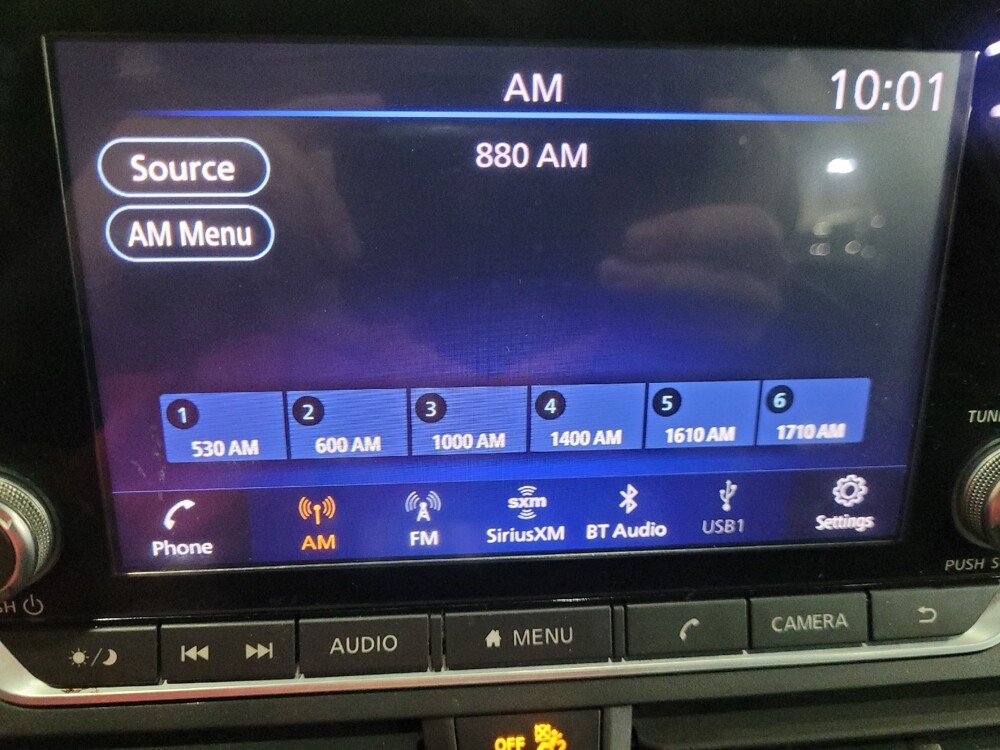 AM
10:01
Source
880 AM
AM Menu
1 2 3 4 5 6
530 AM 600 AM 1000 AM 1400 AM 1610 AM 1710 AM
sxm
Phone AM FM SiriusXM BT Audio USB1 Settings
TUN
PUSH S
SH
AUDIO MENU CAMERA
OFF